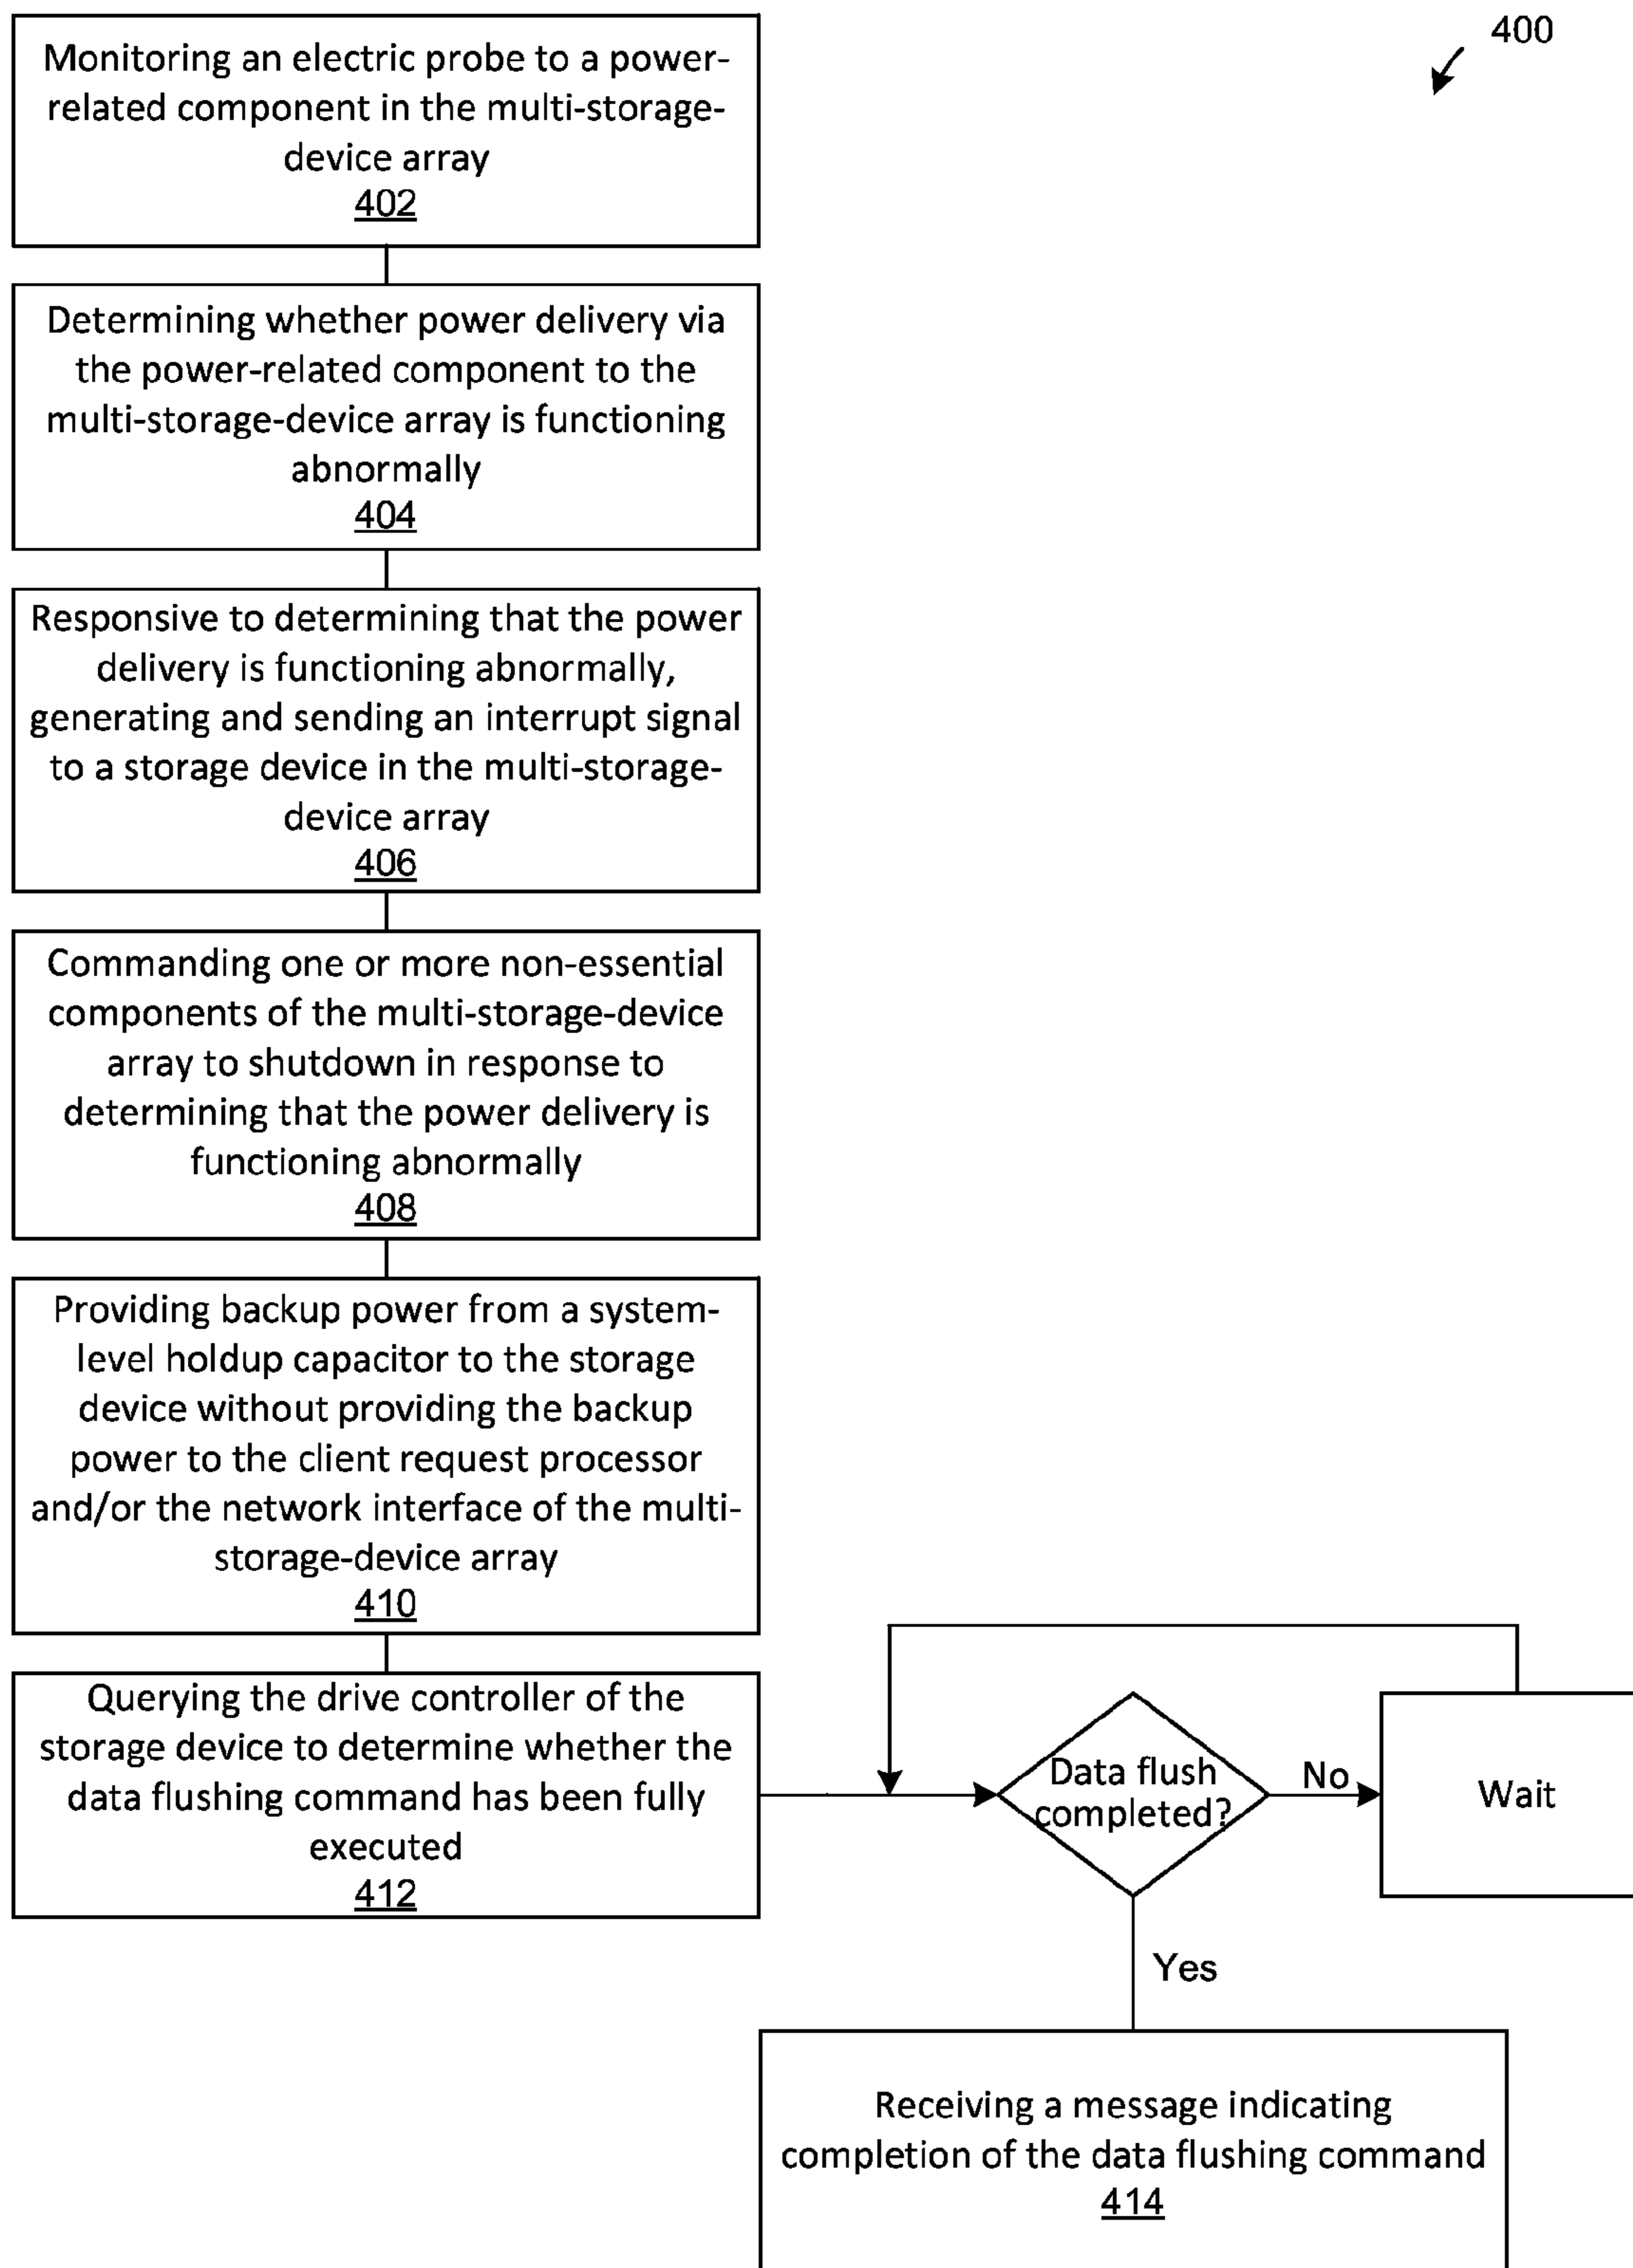 400
Monitoring an electric probe to a power-
related component in the multi-storage-
device array
402
Determining whether power delivery via
the power-related component to the
multi-storage-device array is functioning
abnormally
404
Responsive to determining that the power
delivery is functioning abnormally,
generating and sending an interrupt signal
to a storage device in the multi-storage-
device array
406
Commanding one or more non-essential
components of the multi-storage-device
array to shutdown in response to
determining that the power delivery is
functioning abnormally
408
Providing backup power from a system-
level holdup capacitor to the storage
device without providing the backup
power to the client request processor
and/or the network interface of the multi-
storage-device array
410
Querying the drive controller of the
storage device to determine whether the
data flushing command has been fully
executed
412
Data flush
completed?
No
Wait
Yes
Receiving a message indicating
completion of the data flushing command
414